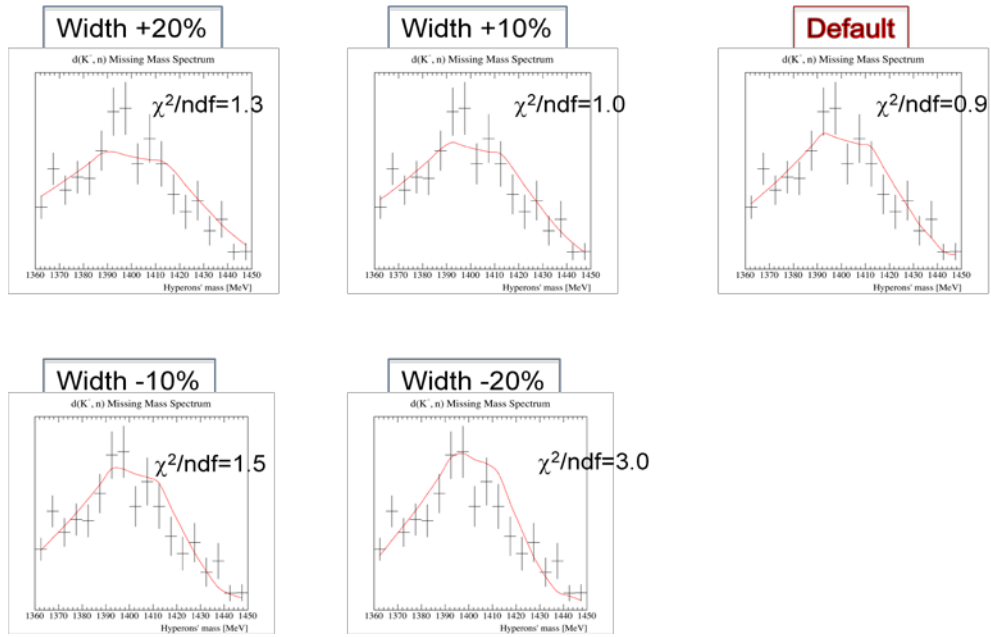 Width +20%
d(K⁻, n) Missing Mass Spectrum
χ²/ndf=1.3
1360 1370 1380 1390 1400 1410 1420 1430 1440 1450
Hyperons' mass [MeV]
Width +10%
d(K⁻, n) Missing Mass Spectrum
χ²/ndf=1.0
1360 1370 1380 1390 1400 1410 1420 1430 1440 1450
Hyperons' mass [MeV]
Default
d(K⁻, n) Missing Mass Spectrum
χ²/ndf=0.9
1360 1370 1380 1390 1400 1410 1420 1430 1440 1450
Hyperons' mass [MeV]
Width -10%
d(K⁻, n) Missing Mass Spectrum
χ²/ndf=1.5
1360 1370 1380 1390 1400 1410 1420 1430 1440 1450
Hyperons' mass [MeV]
Width -20%
d(K⁻, n) Missing Mass Spectrum
χ²/ndf=3.0
1360 1370 1380 1390 1400 1410 1420 1430 1440 1450
Hyperons' mass [MeV]